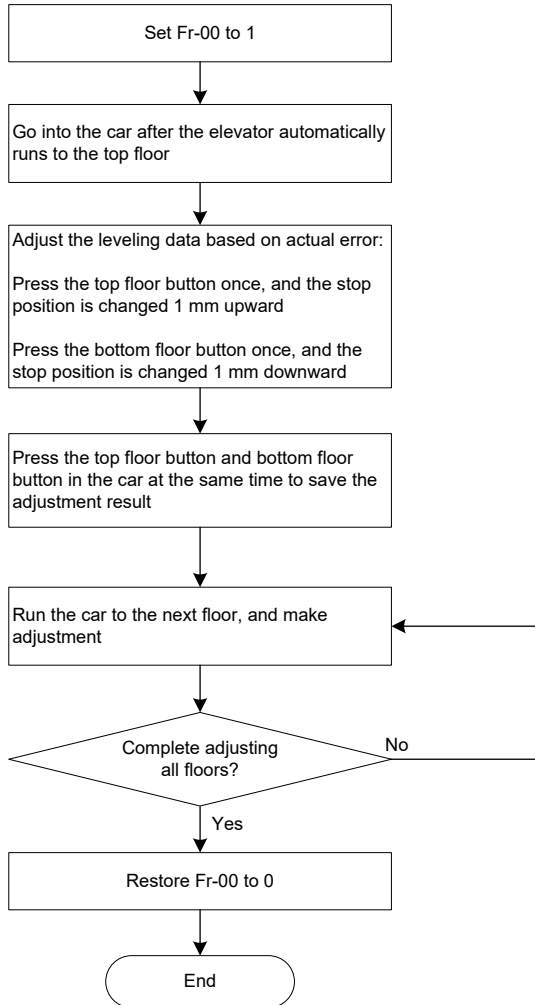 Set Fr-00 to 1
Go into the car after the elevator automatically
runs to the top floor
Adjust the leveling data based on actual error:
Press the top floor button once, and the stop
position is changed 1 mm upward
Press the bottom floor button once, and the
stop position is changed 1 mm downward
Press the top floor button and bottom floor
button in the car at the same time to save the
adjustment result
Run the car to the next floor, and make
adjustment
Complete adjusting
all floors?
No
Yes
Restore Fr-00 to 0
End